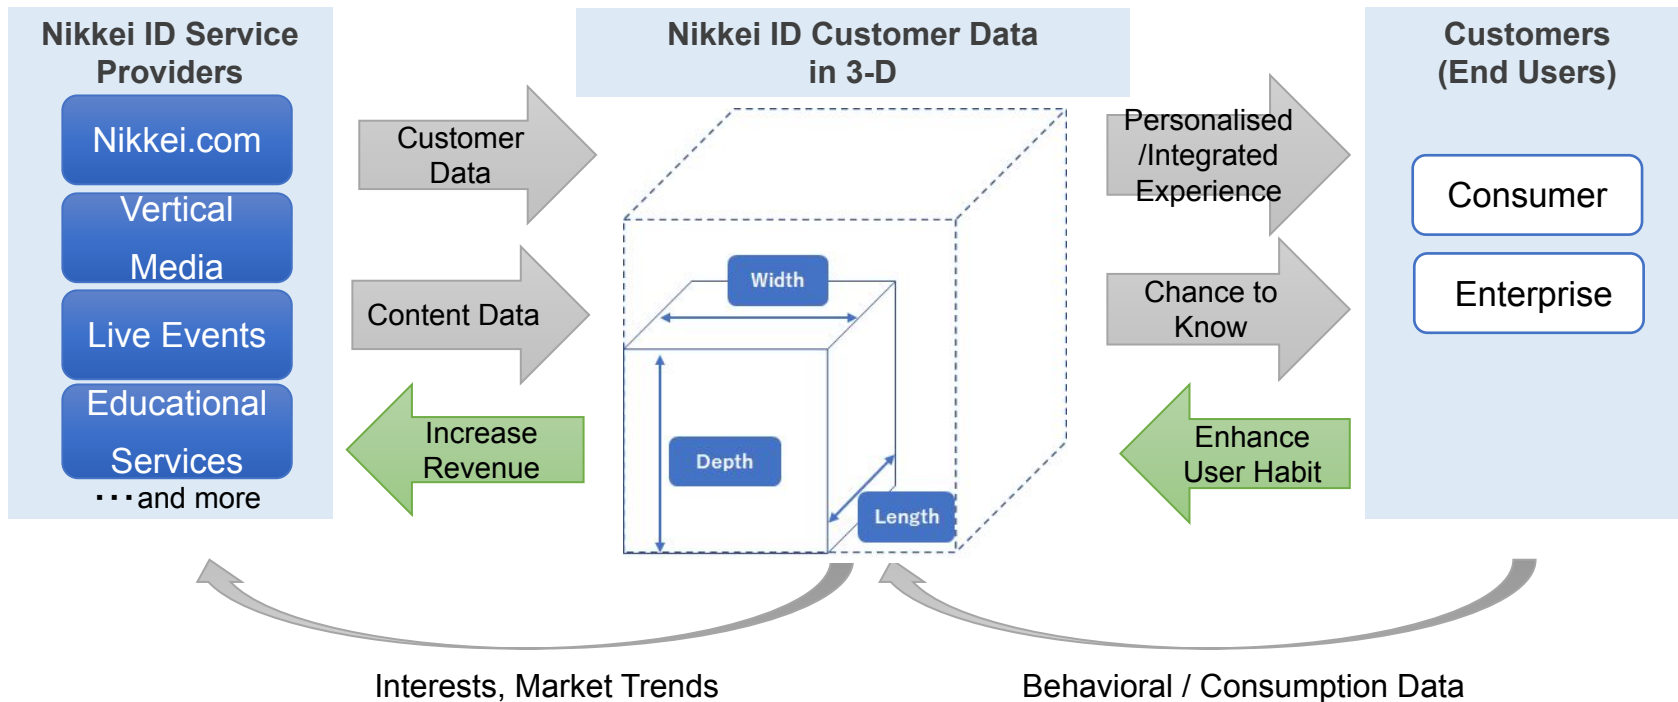 Nikkei ID Service
Providers
Nikkei.com
Vertical
Media
Live Events
Educational
Services
･･･and more
Customer
Data
Content Data
Increase
Revenue
Nikkei ID Customer Data
in 3-D
Width
Depth
Length
Personalised
/Integrated
Experience
Chance to
Know
Enhance
User Habit
Customers
(End Users)
Consumer
Enterprise
Interests, Market Trends
Behavioral / Consumption Data